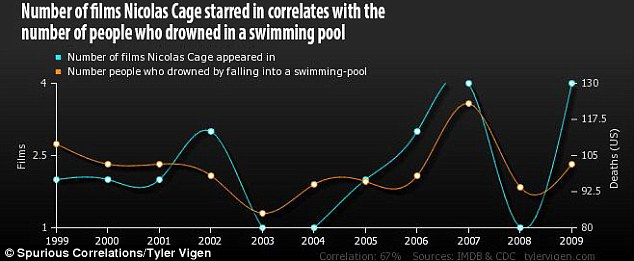 Number of films Nicolas Cage starred in correlates with the
number of people who drowned in a swimming pool
Number of films Nicolas Cage appeared in
Number people who drowned by falling into a swimming-pool
4
2.5
1
Films
130
117.5
105
92.5
80
Deaths (US)
1999 2000 2001 2002 2003 2004 2005 2006 2007 2008 2009
© Spurious Correlations/Tyler Vigen
Correlation: 67% Sources: IMDB & CDC tylervigen.com